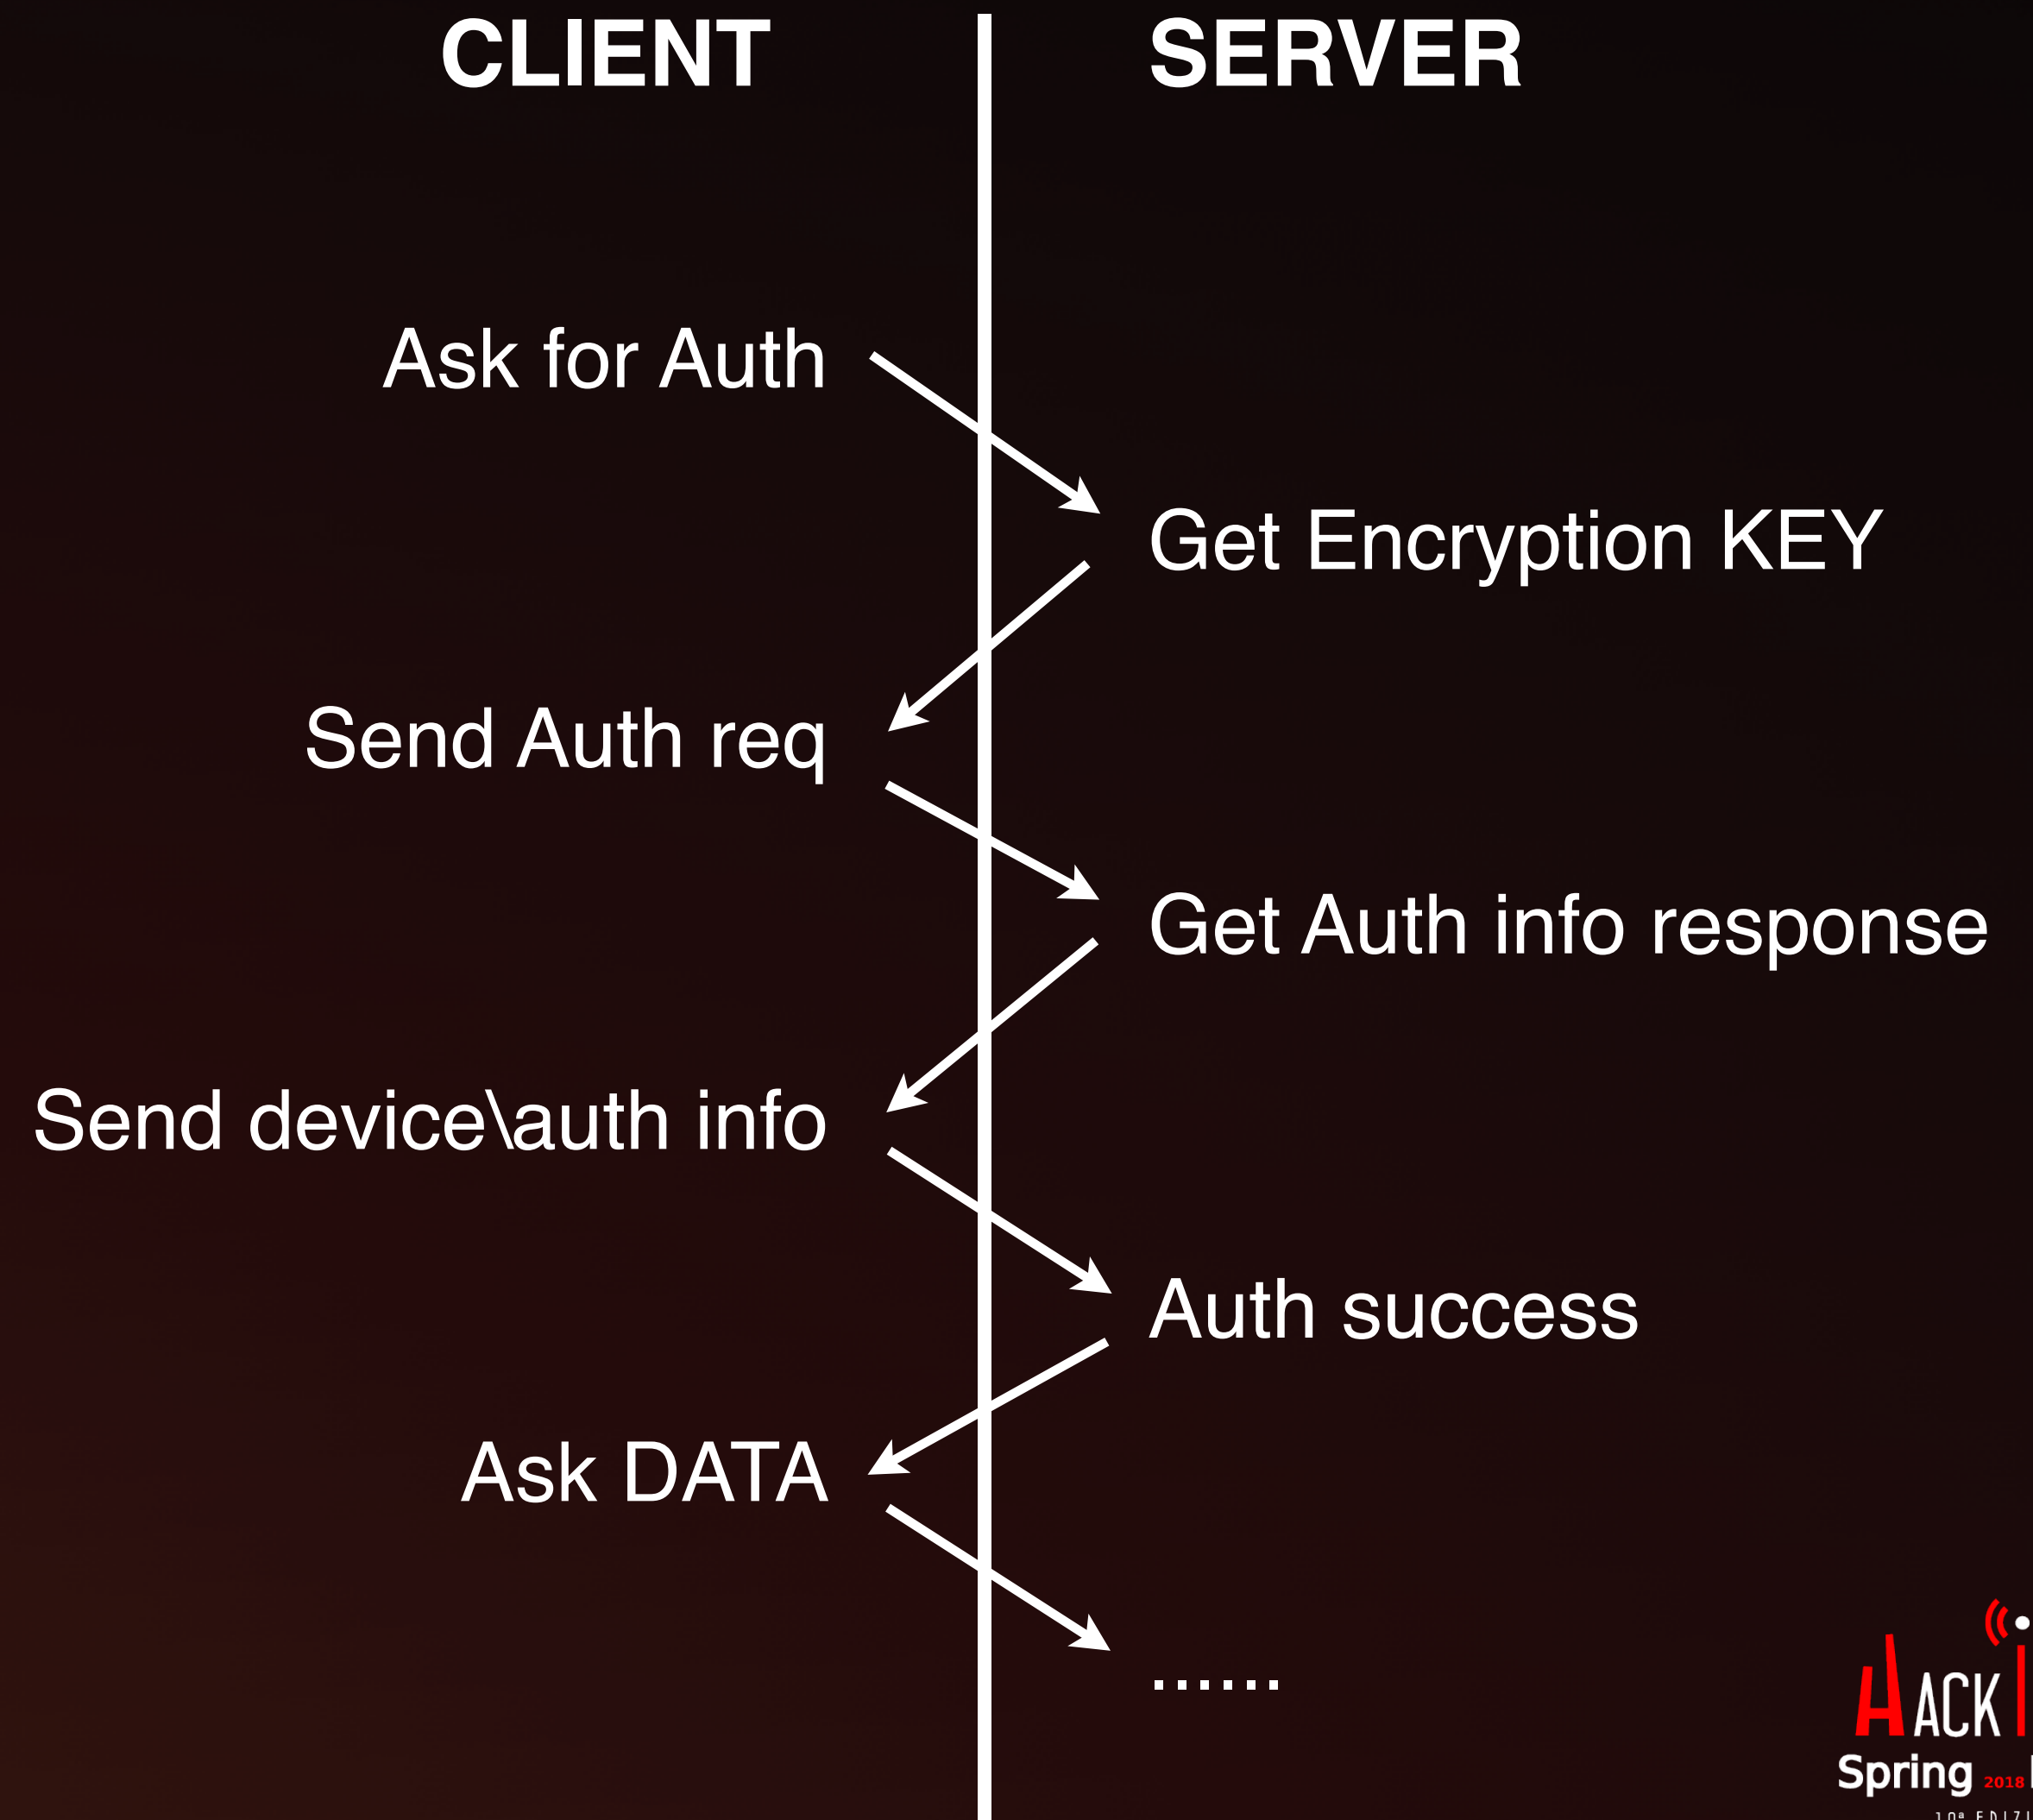 CLIENT
SERVER
Ask for Auth
Get Encryption KEY
Send Auth req
Get Auth info response
Send device\auth info
Auth success
Ask DATA
......
HACK
Spring 2018